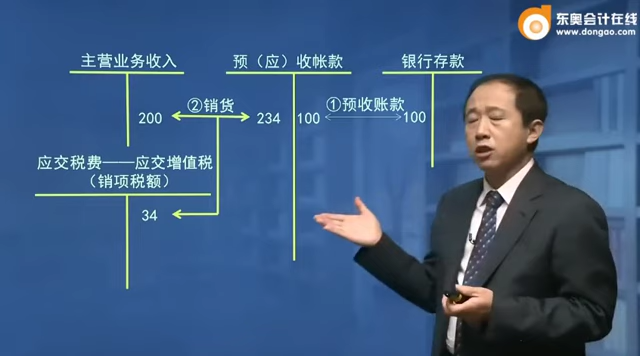 东奥会计在线
www.dongao.com
主营业务收入
预（应）收帐款
银行存款
②销货
①预收账款
200
234
100
100
应交税费——应交增值税
（销项税额）
34